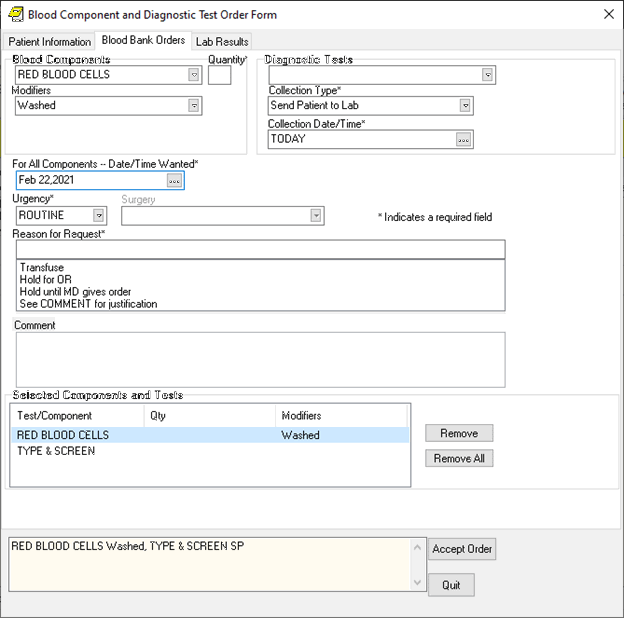 Blood Component and Diagnostic Test Order Form
Patient Information Blood Bank Orders Lab Results
Blood Components Quantity* Diagnostic Tests
RED BLOOD CELLS
Modifiers Collection Type*
Washed Send Patient to Lab
Collection Date/Time*
TODAY
For All Components -- Date/Time Wanted*
Feb 22,2021
Urgency* Surgery
ROUTINE * Indicates a required field
Reason for Request*
Transfuse
Hold for OR
Hold until MD gives order
See COMMENT for justification
Comment
Selected Components and Tests
Test/Component Qty Modifiers
RED BLOOD CELLS Washed Remove
TYPE & SCREEN Remove All
RED BLOOD CELLS Washed, TYPE & SCREEN SP Accept Order
Quit